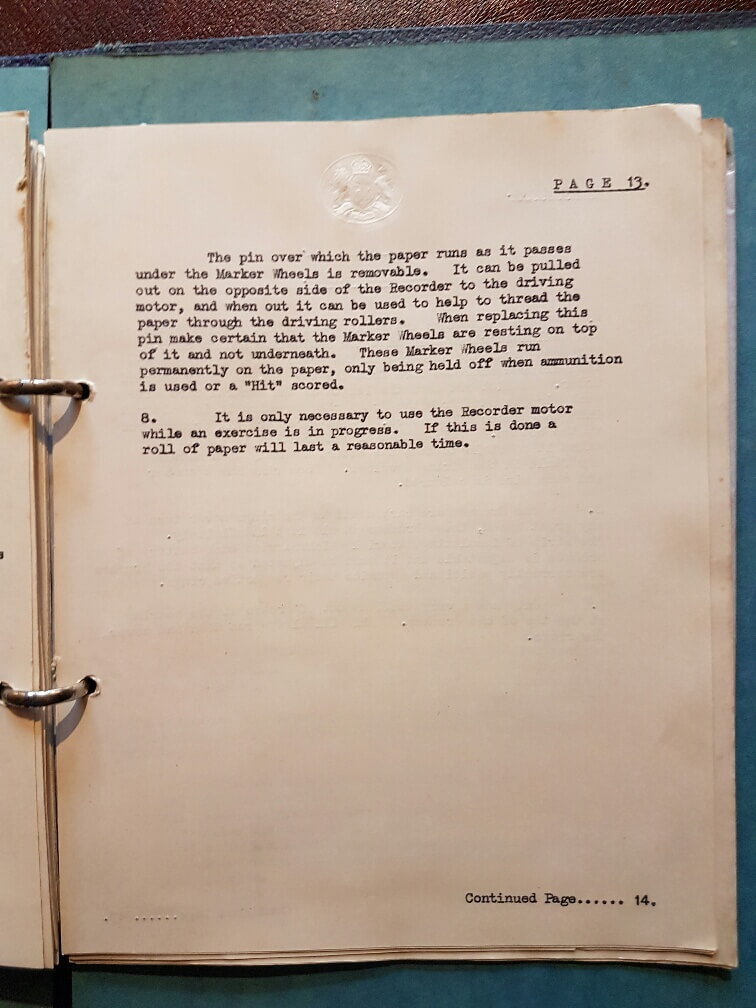 PAGE 13.
The pin over which the paper runs as it passes
under the Marker Wheels is removable. It can be pulled
out on the opposite side of the Recorder to the driving
motor, and when out it can be used to help to thread the
paper through the driving rollers. When replacing this
pin make certain that the Marker Wheels are resting on top
of it and not underneath. These Marker Wheels run
permanently on the paper, only being held off when ammunition
is used or a "Hit" scored.
8. It is only necessary to use the Recorder motor
while an exercise is in progress. If this is done a
roll of paper will last a reasonable time.
Continued Page...... 14.